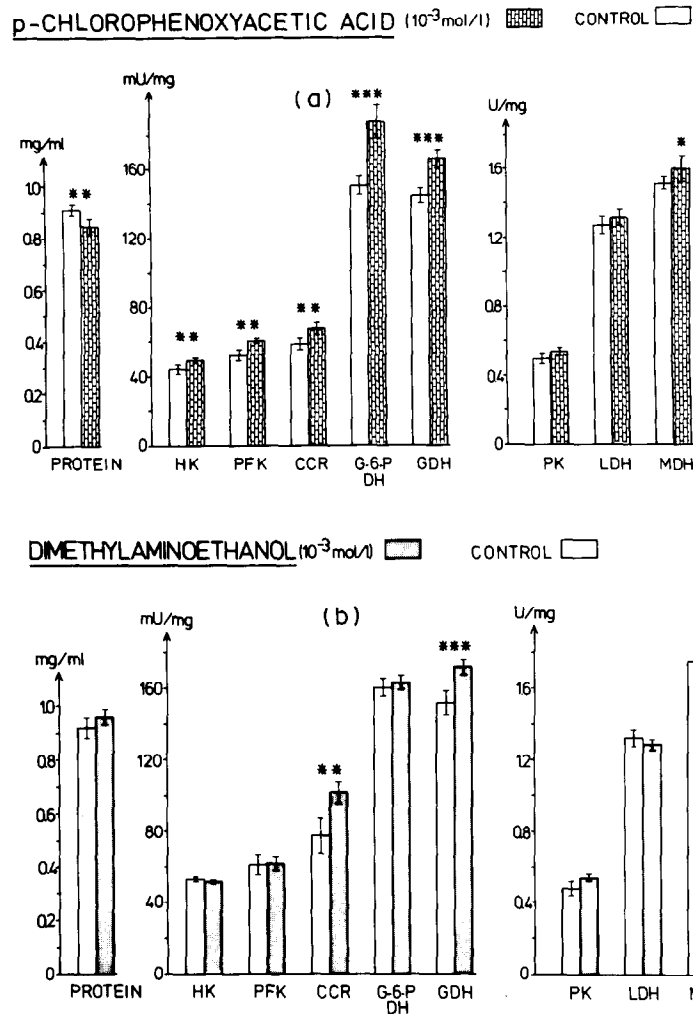 p-CHLOROPHENOXYACETIC ACID (10⁻³mol/l) CONTROL
(a)
mg/ml
1.0
0.8
0.6
0.4
0.2
0
**
PROTEIN
mU/mg
160
120
80
40
0
** ** ** *** ***
HK PFK CCR G-6-P DH GDH
U/mg
1.6
1.2
0.8
0.4
0
*
PK LDH MDH
DIMETHYLAMINOETHANOL (10⁻³mol/l) CONTROL
(b)
mg/ml
1.0
0.8
0.6
0.4
0.2
0
PROTEIN
mU/mg
160
120
80
40
0
** ***
HK PFK CCR G-6-P DH GDH
U/mg
1.6
1.2
0.8
0.4
0
PK LDH M